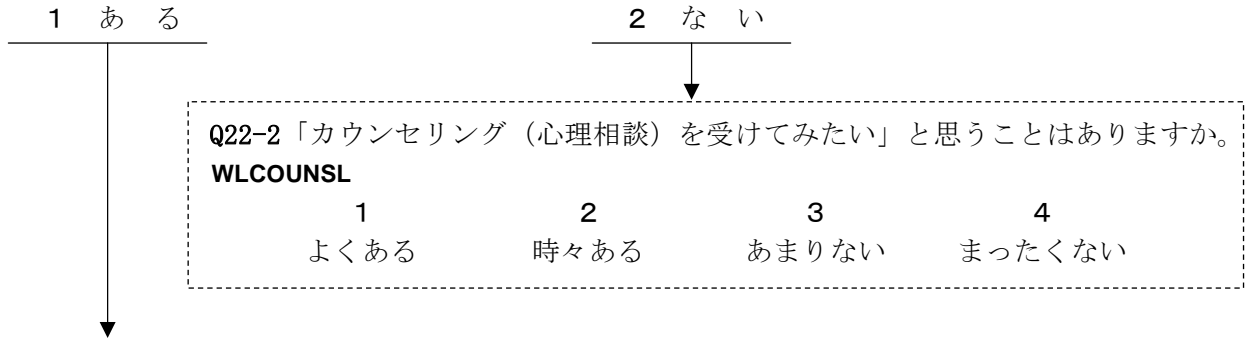 1 あ る 2 な い
Q22-2「カウンセリング（心理相談）を受けてみたい」と思うことはありますか。
WLCOUNSL
1 2 3 4
よくある 時々ある あまりない まったくない